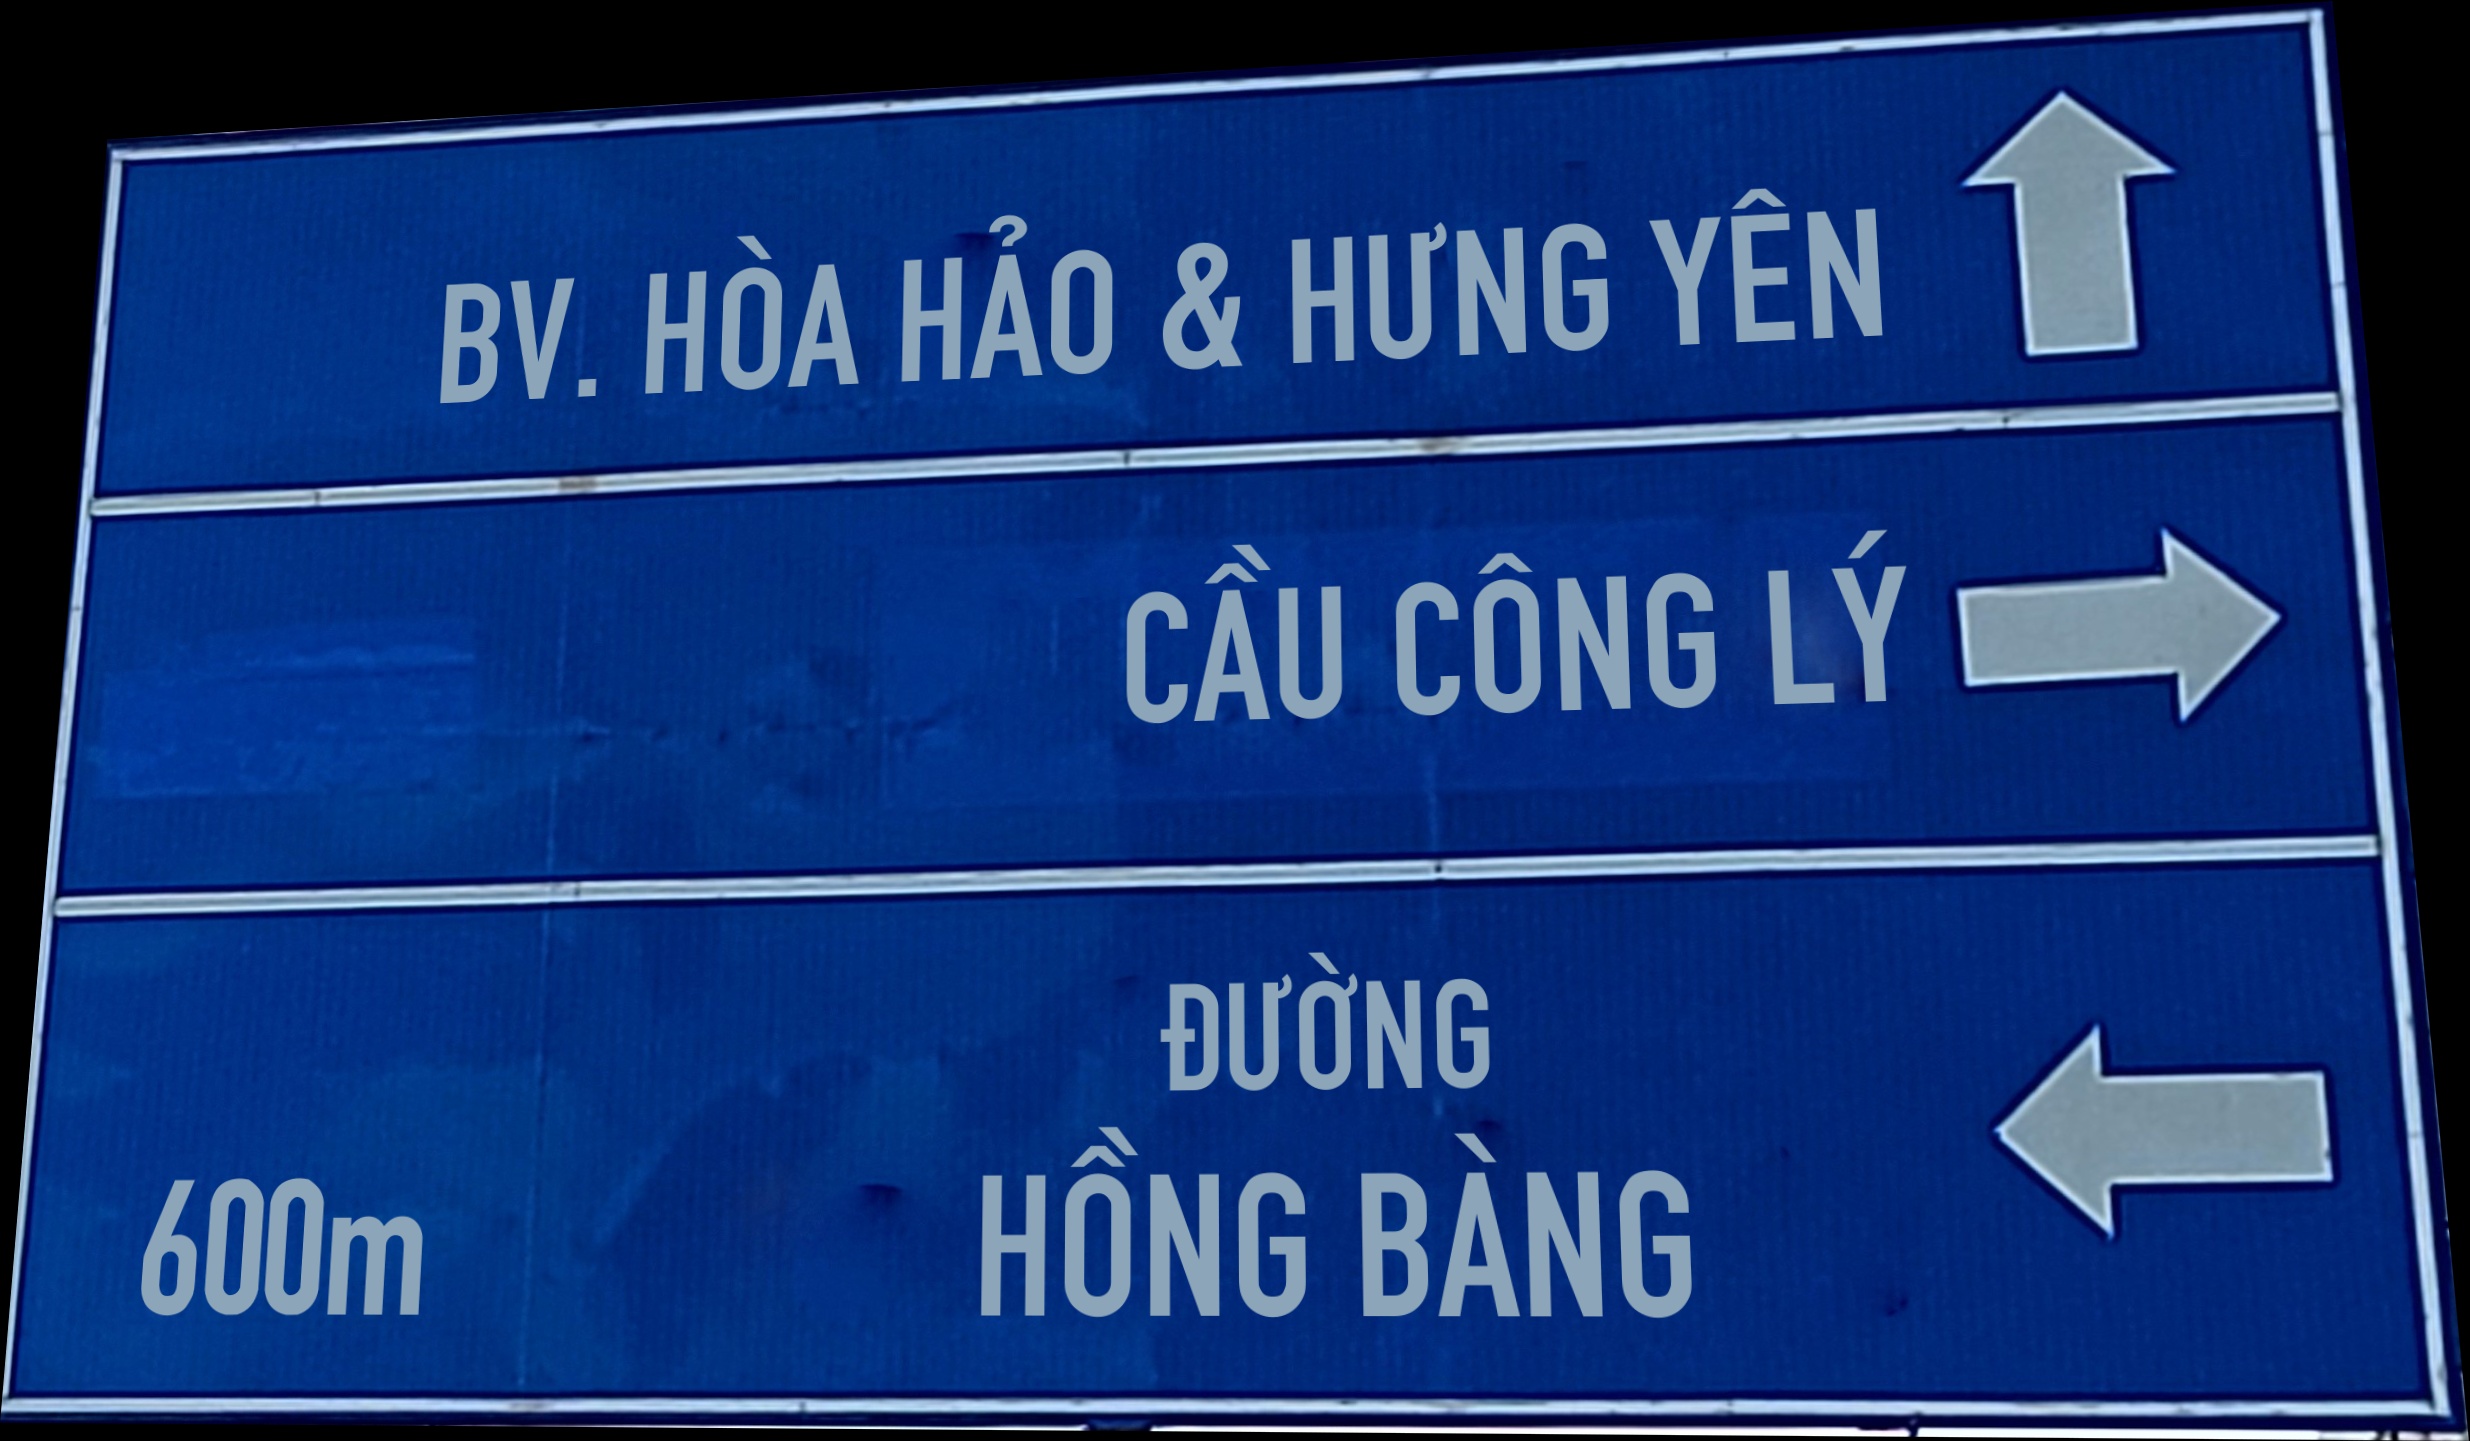 BV. HÒA HẢO & HƯNG YÊN
CẦU CÔNG LÝ
ĐƯỜNG
HỒNG BÀNG
600m